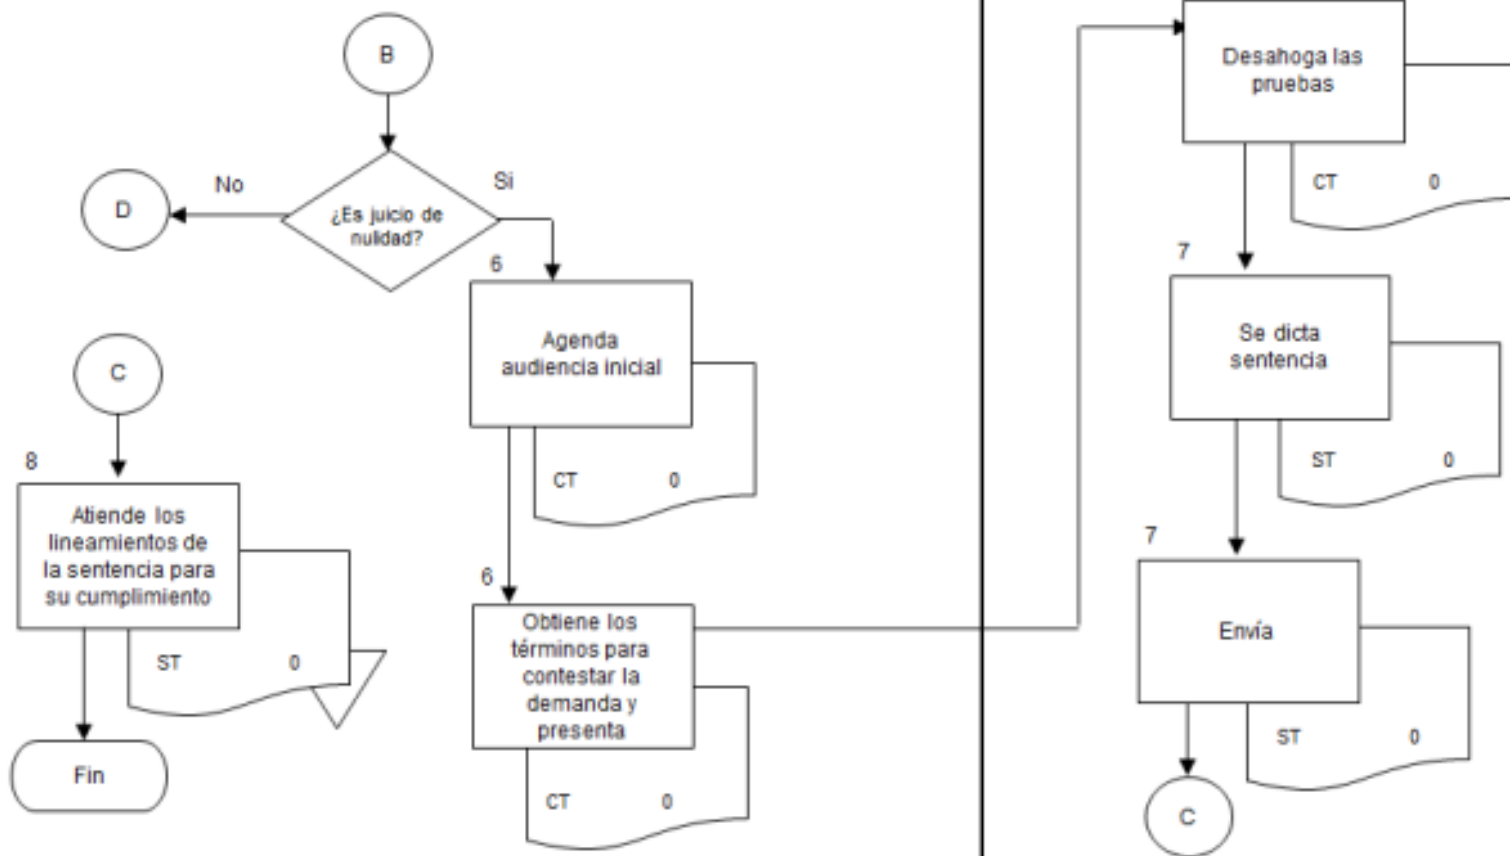 B
No
Si
D
¿Es juicio de
nulidad?
6
Agenda
audiencia inicial
CT 0
C
8
Atiende los
lineamientos de
la sentencia para
su cumplimiento
ST 0
Fin
6
Obtiene los
términos para
contestar la
demanda y
presenta
CT 0
Desahoga las
pruebas
CT 0
7
Se dicta
sentencia
ST 0
7
Envía
ST 0
C